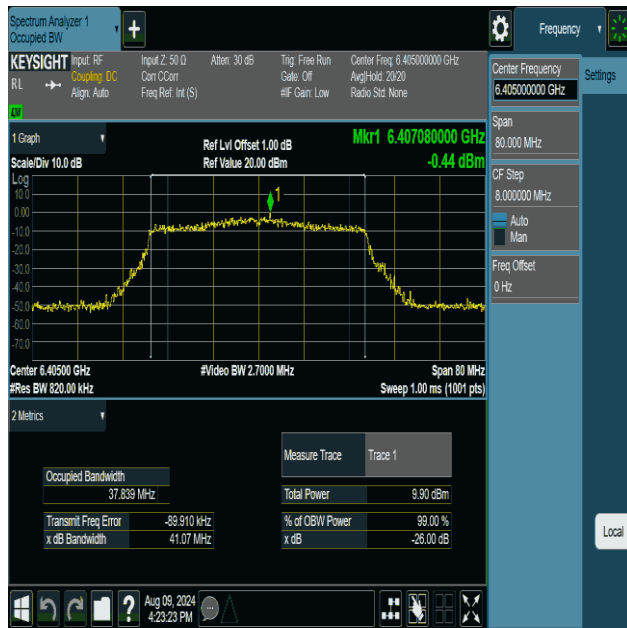 Spectrum Analyzer 1
Occupied BW
Frequency
KEYSIGHT
RL
Input: RF
Coupling: DC
Align: Auto
Input Z: 50 Ω
Corr CCorr
Freq Ref: Int (S)
Atten: 30 dB
Trig: Free Run
Gate: Off
#IF Gain: Low
Center Freq: 6.405000000 GHz
Avg|Hold: 20/20
Radio Std: None
Center Frequency
6.405000000 GHz
Settings
Span
80.000 MHz
CF Step
8.000000 MHz
Auto
Man
Freq Offset
0 Hz
Local
1 Graph
Scale/Div 10.0 dB
Ref Lvl Offset 1.00 dB
Ref Value 20.00 dBm
Mkr1 6.407080000 GHz
-0.44 dBm
Log
10.0
0.00
-10.0
-20.0
-30.0
-40.0
-50.0
-60.0
-70.0
1
Center 6.40500 GHz
#Res BW 820.00 kHz
#Video BW 2.7000 MHz
Span 80 MHz
Sweep 1.00 ms (1001 pts)
2 Metrics
Measure Trace
Trace 1
Occupied Bandwidth
37.839 MHz
Total Power
9.90 dBm
Transmit Freq Error
-89.910 kHz
% of OBW Power
99.00 %
x dB Bandwidth
41.07 MHz
x dB
-26.00 dB
Aug 09, 2024
4:23:23 PM